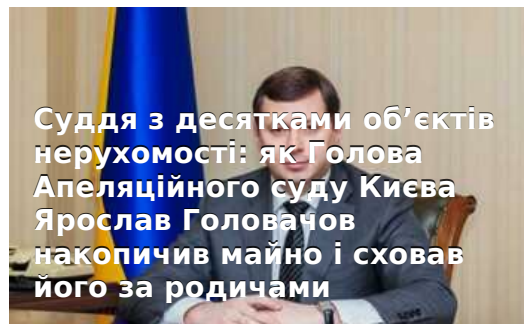 Суддя з десятками об’єктів
нерухомості: як Голова
Апеляційного суду Києва
Ярослав Головачов
накопичив майно і сховав
його за родичами